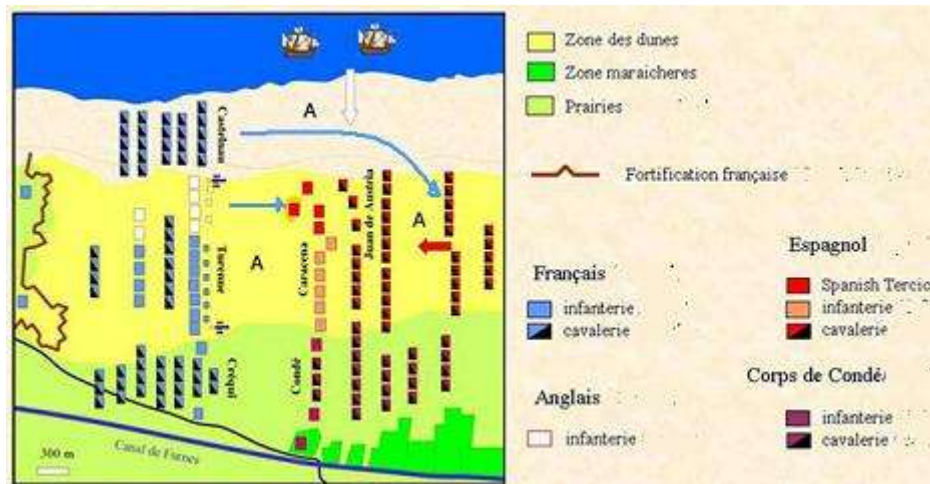 A
Castelnau
A
Juan de Austria
Turenne
A
Caracena
Créqui
Condé
Canal de Furnes
300 m
Zone des dunes
Zone maraicheres
Prairies
Fortification française
Français
infanterie
cavalerie
Anglais
infanterie
Espagnol
Spanish Tercio
infanterie
cavalerie
Corps de Condé
infanterie
cavalerie